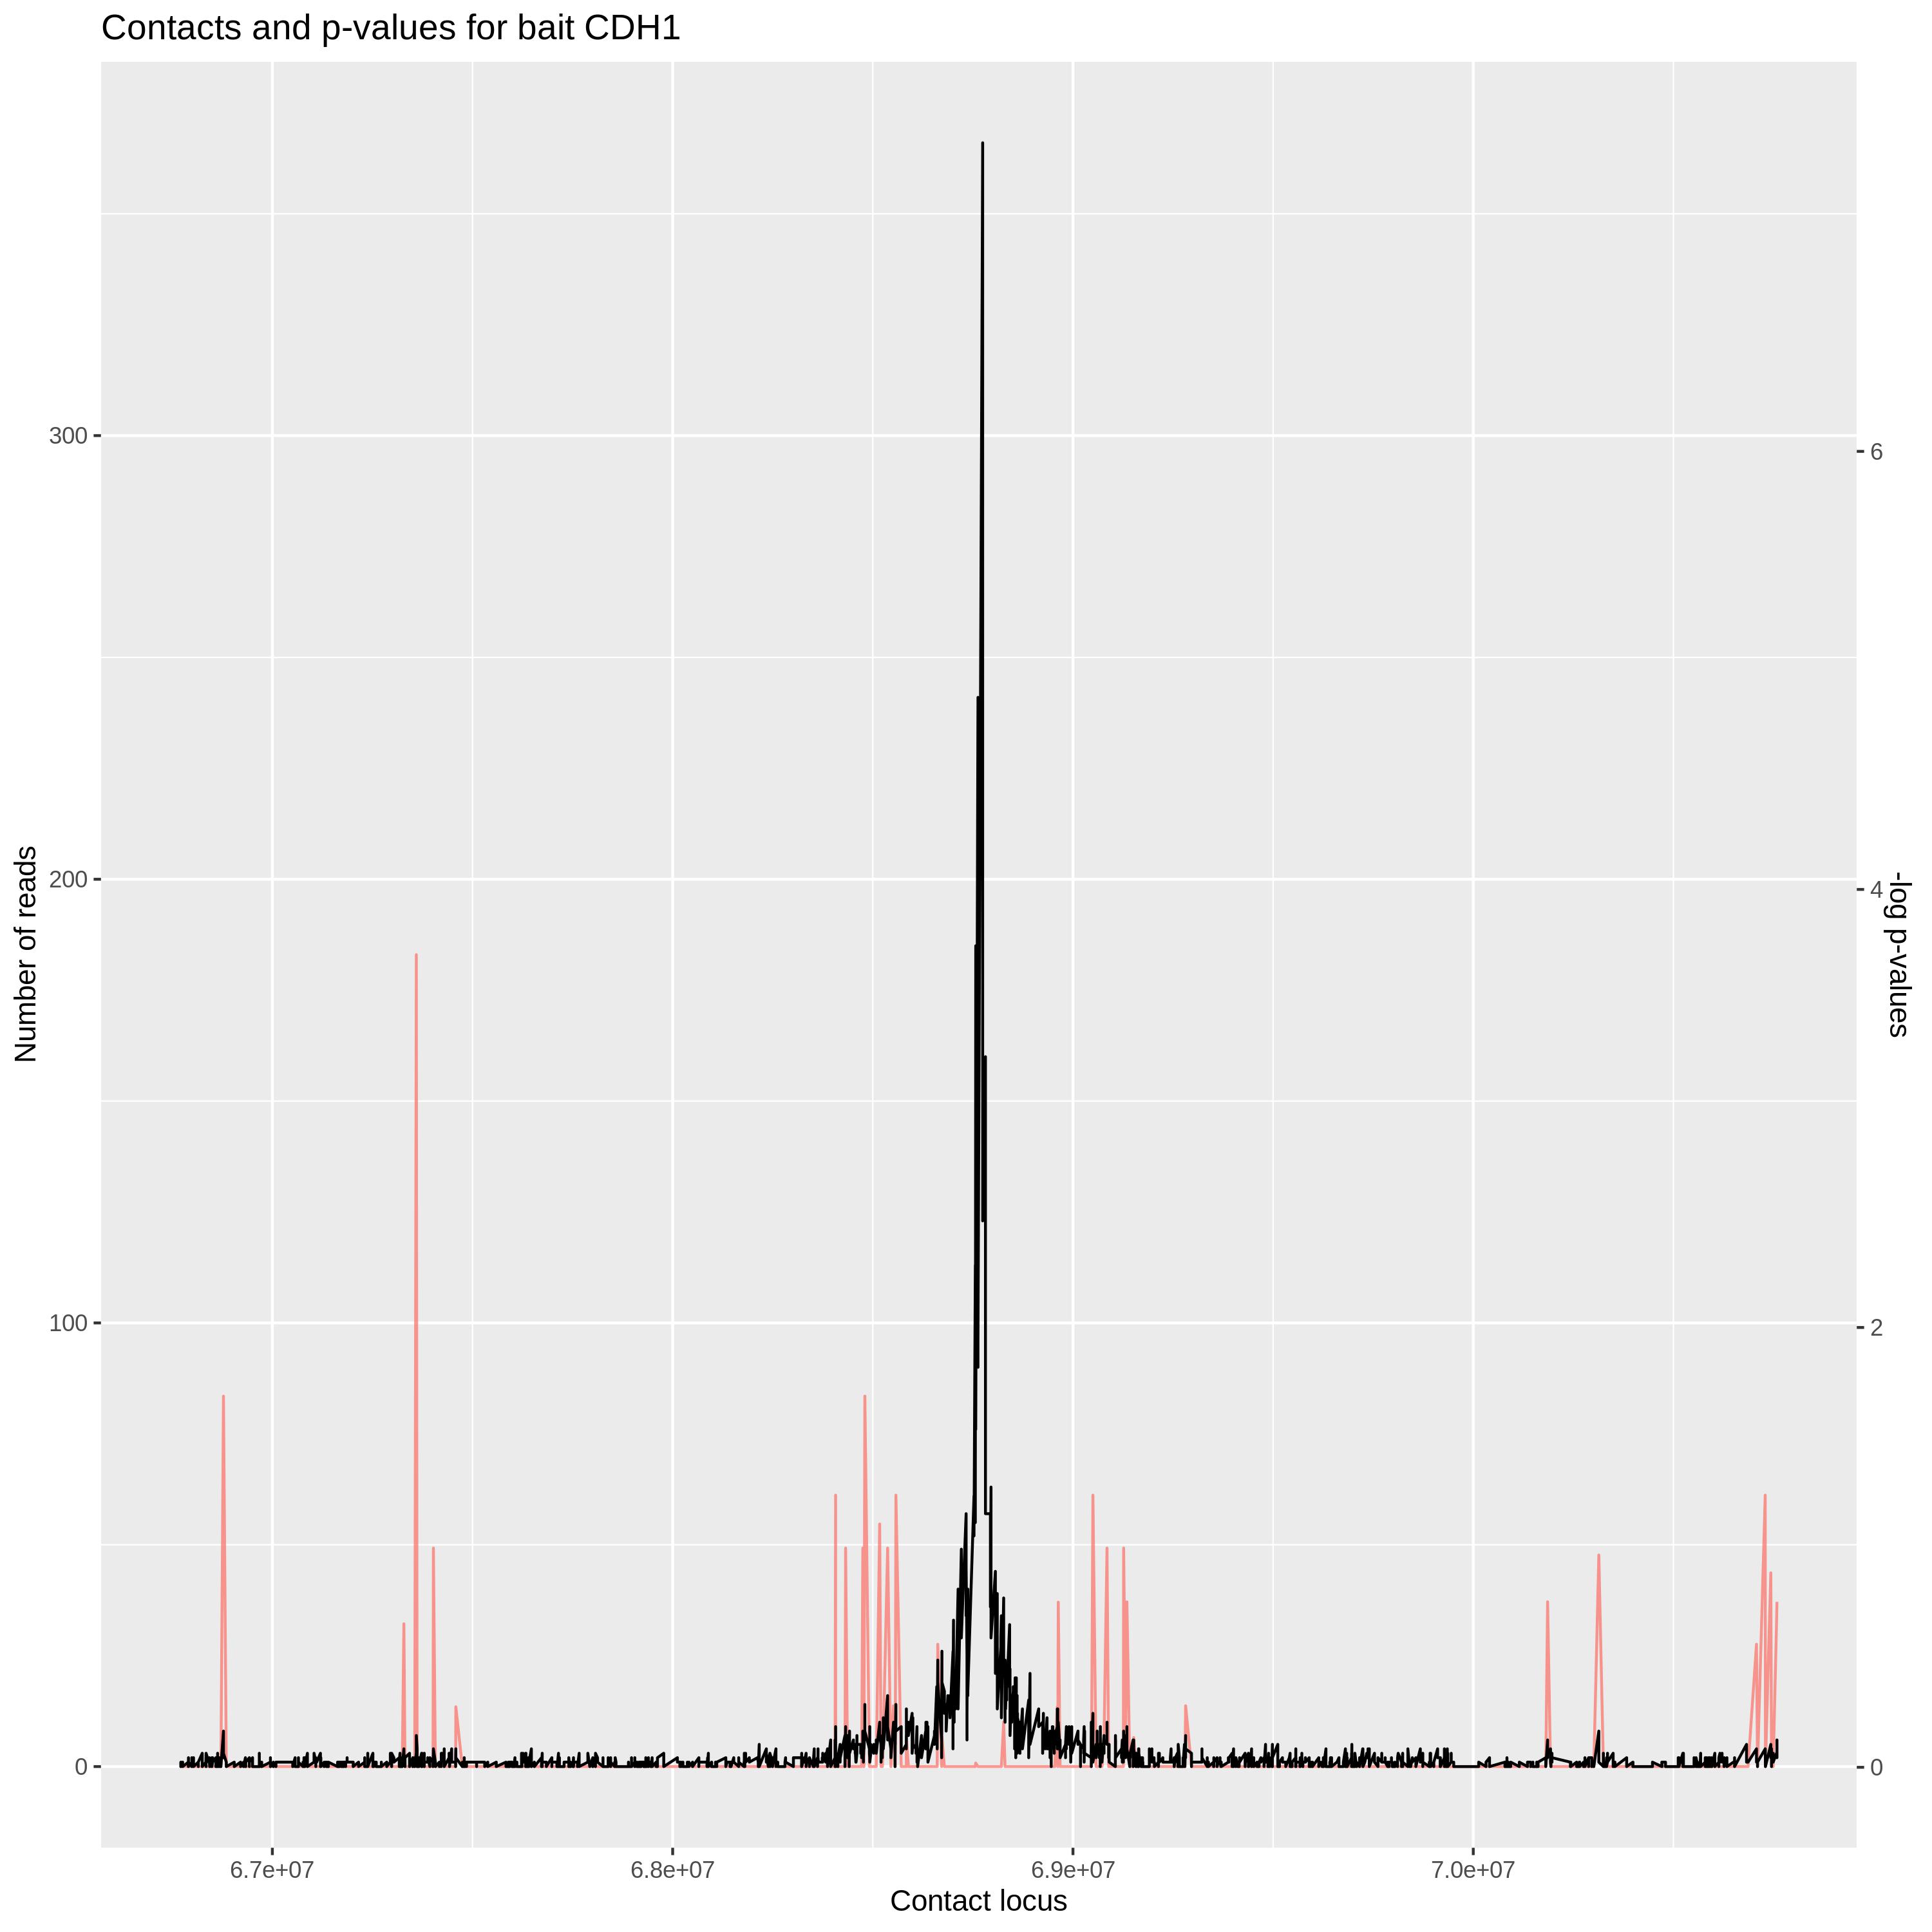 Contacts and p-values for bait CDH1
Number of reads
300
200
100
0
6
4
2
0
-log p-values
6.7e+07
6.8e+07
6.9e+07
7.0e+07
Contact locus